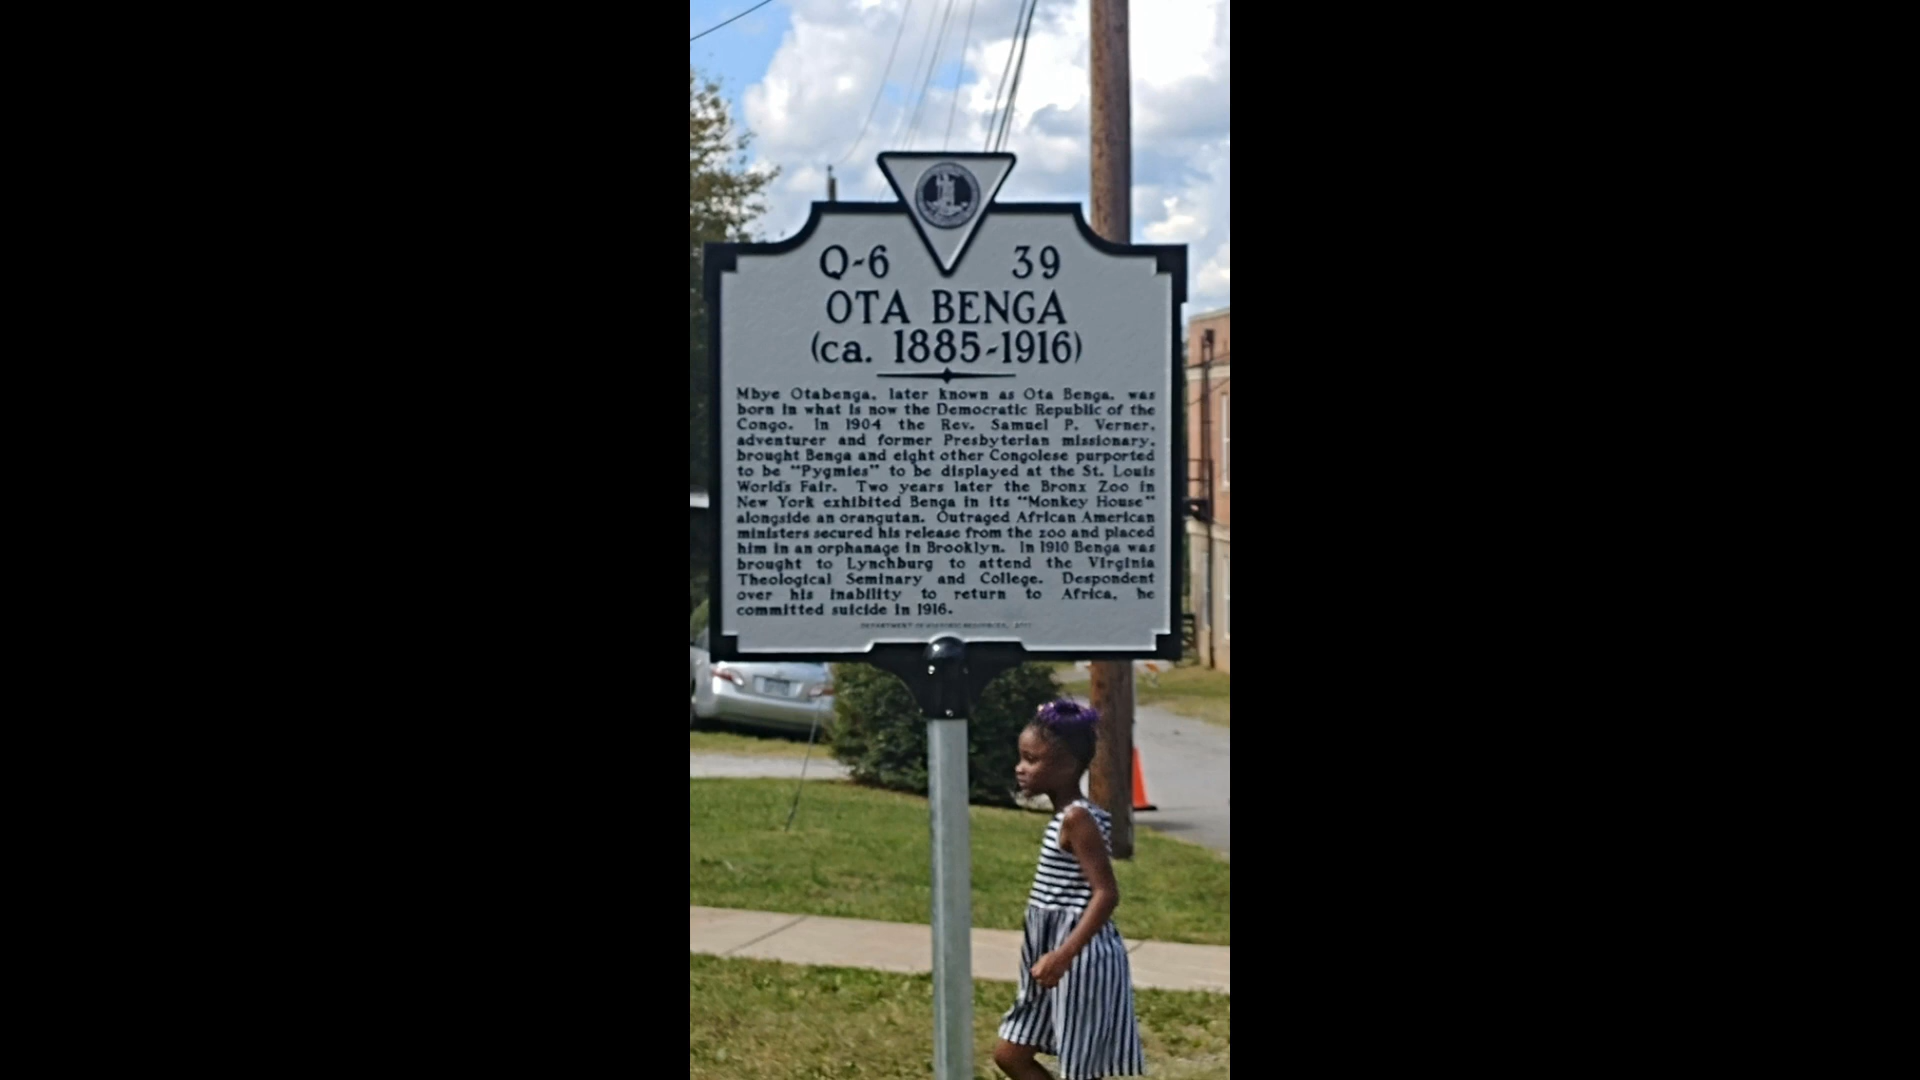 Q-6 39
OTA BENGA
(ca. 1885-1916)
Mbye Otabenga, later known as Ota Benga, was
born in what is now the Democratic Republic of the
Congo. In 1904 the Rev. Samuel P. Verner,
adventurer and former Presbyterian missionary,
brought Benga and eight other Congolese purported
to be "Pygmies" to be displayed at the St. Louis
World's Fair. Two years later the Bronx Zoo in
New York exhibited Benga in its "Monkey House"
alongside an orangutan. Outraged African American
ministers secured his release from the zoo and placed
him in an orphanage in Brooklyn. In 1910 Benga was
brought to Lynchburg to attend the Virginia
Theological Seminary and College. Despondent
over his inability to return to Africa, he
committed suicide in 1916.
DEPARTMENT OF HISTORIC RESOURCES,